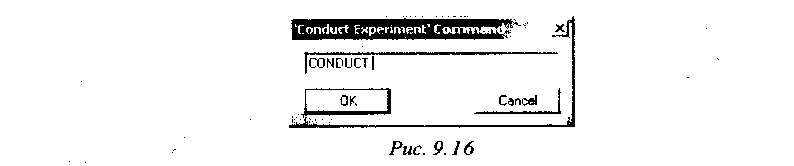 'Conduct Experiment' Command
CONDUCT
OK
Cancel
Рис. 9.16